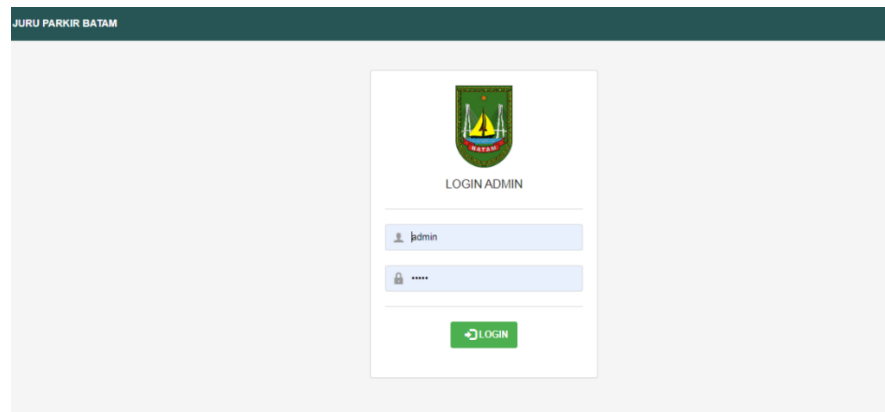 JURU PARKIR BATAM
BATAM
LOGIN ADMIN
admin
•••••
LOGIN